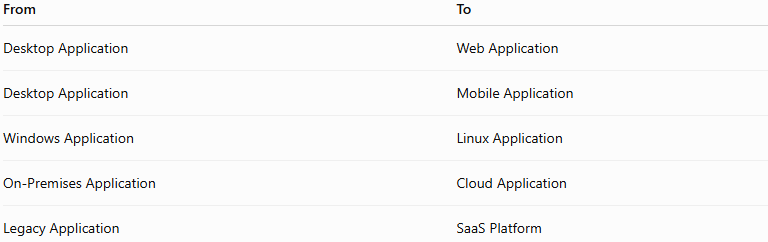 From To
Desktop Application Web Application
Desktop Application Mobile Application
Windows Application Linux Application
On-Premises Application Cloud Application
Legacy Application SaaS Platform